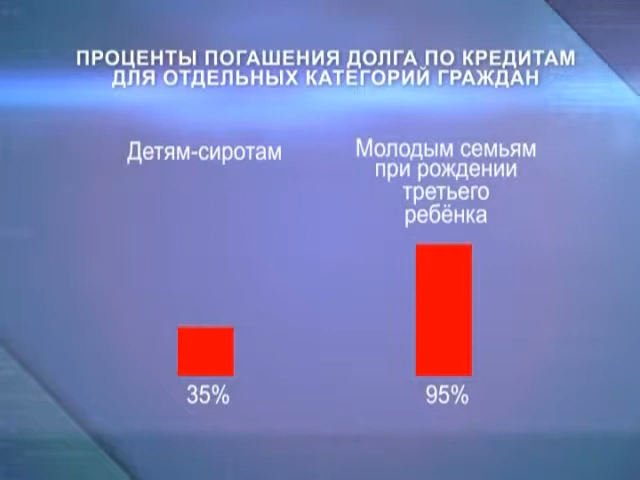 ПРОЦЕНТЫ ПОГАШЕНИЯ ДОЛГА ПО КРЕДИТАМ
ДЛЯ ОТДЕЛЬНЫХ КАТЕГОРИЙ ГРАЖДАН
Детям-сиротам
Молодым семьям
при рождении
третьего
ребёнка
35%
95%